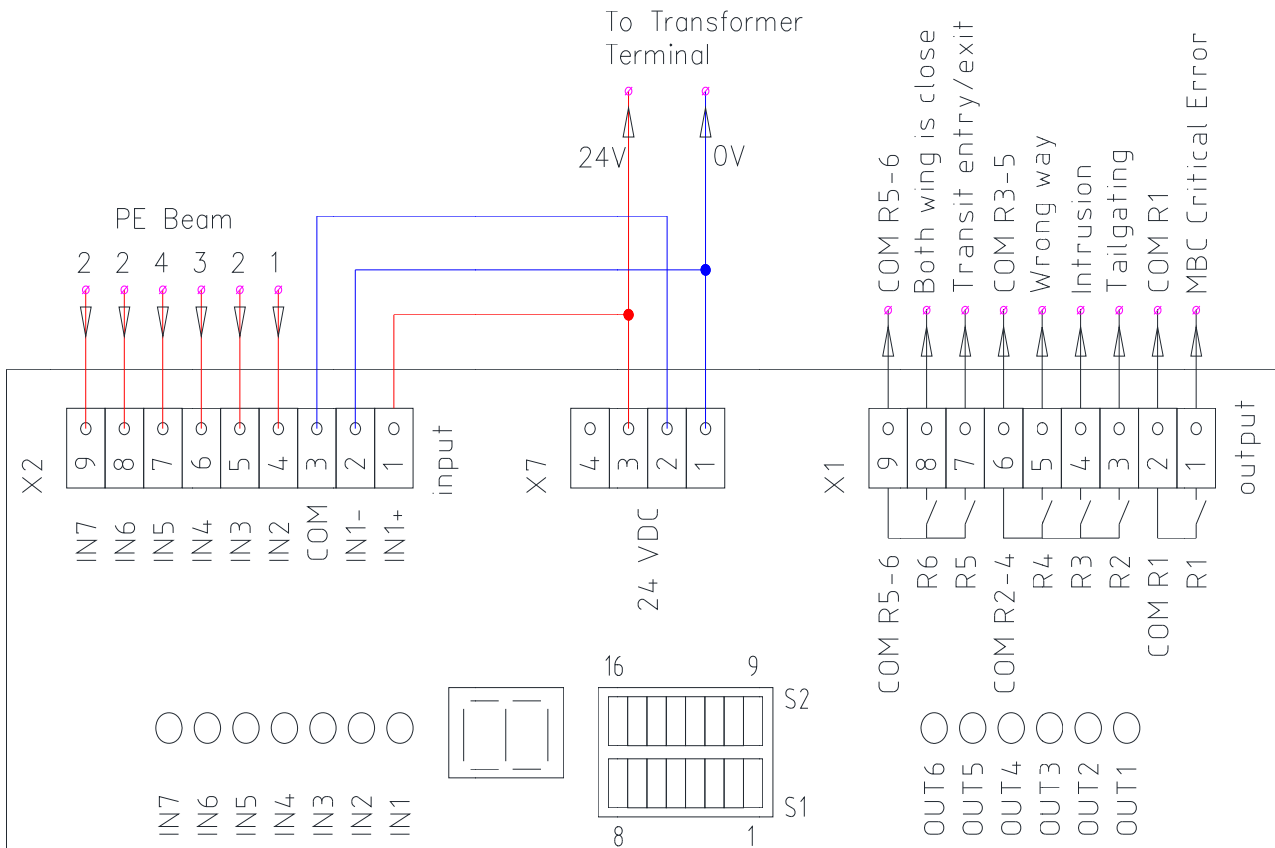 To Transformer
Terminal
24V
0V
PE Beam
2
2
4
3
2
1
COM R5-6
Both wing is close
Transit entry/exit
COM R3-5
Wrong way
Intrusion
Tailgating
COM R1
MBC Critical Error
X2
9
8
7
6
5
4
3
2
1
input
X7
4
3
2
1
X1
9
8
7
6
5
4
3
2
1
output
IN7
IN6
IN5
IN4
IN3
IN2
COM
IN1-
IN1+
24 VDC
COM R5-6
R6
R5
COM R2-4
R4
R3
R2
COM R1
R1
16
9
S2
S1
8
1
IN7
IN6
IN5
IN4
IN3
IN2
IN1
OUT6
OUT5
OUT4
OUT3
OUT2
OUT1